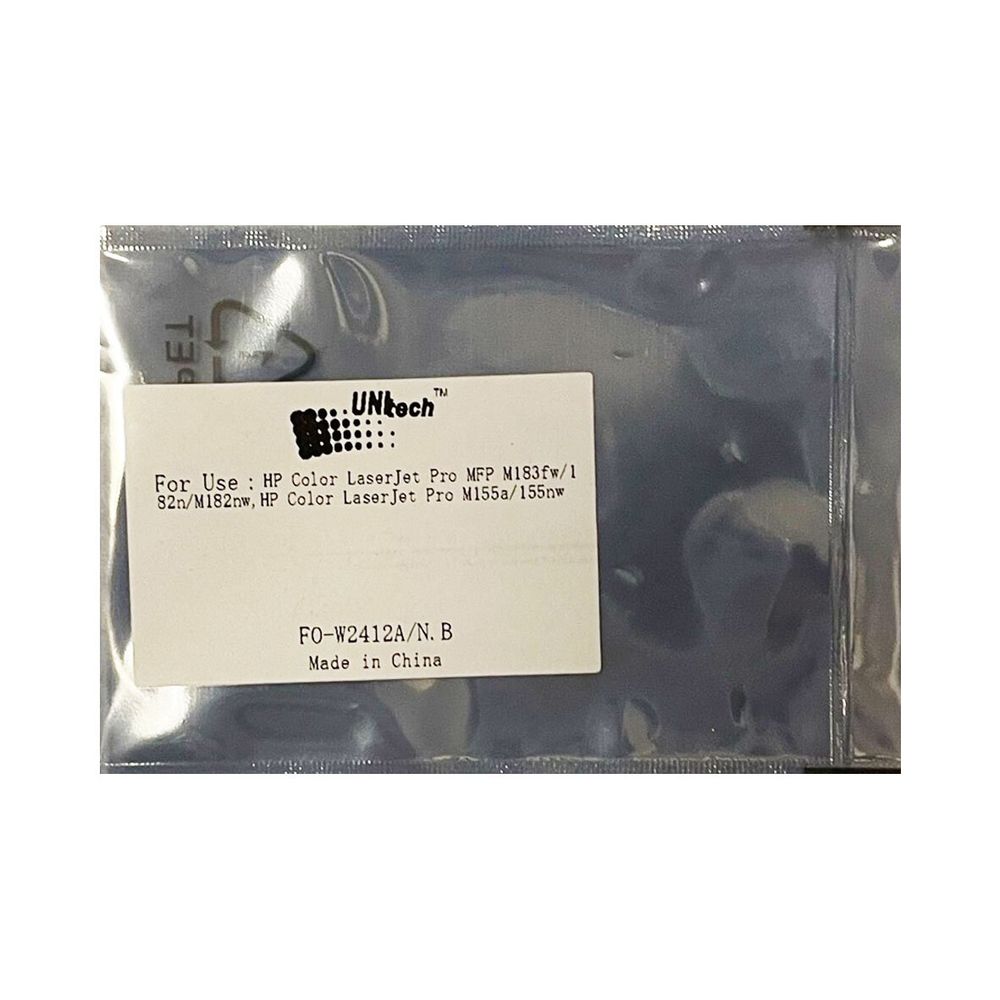 UNItech™
For Use : HP Color LaserJet Pro MFP M183fw/1
82n/M182nw, HP Color LaserJet Pro M155a/155nw
FO-W2412A/N.B
Made in China